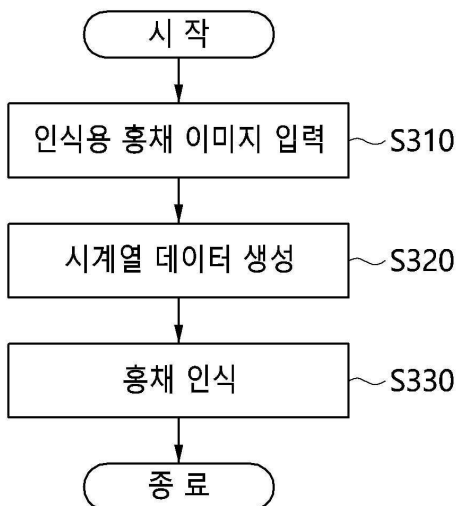 시 작
인식용 홍채 이미지 입력 S310
시계열 데이터 생성 S320
홍채 인식 S330
종 료